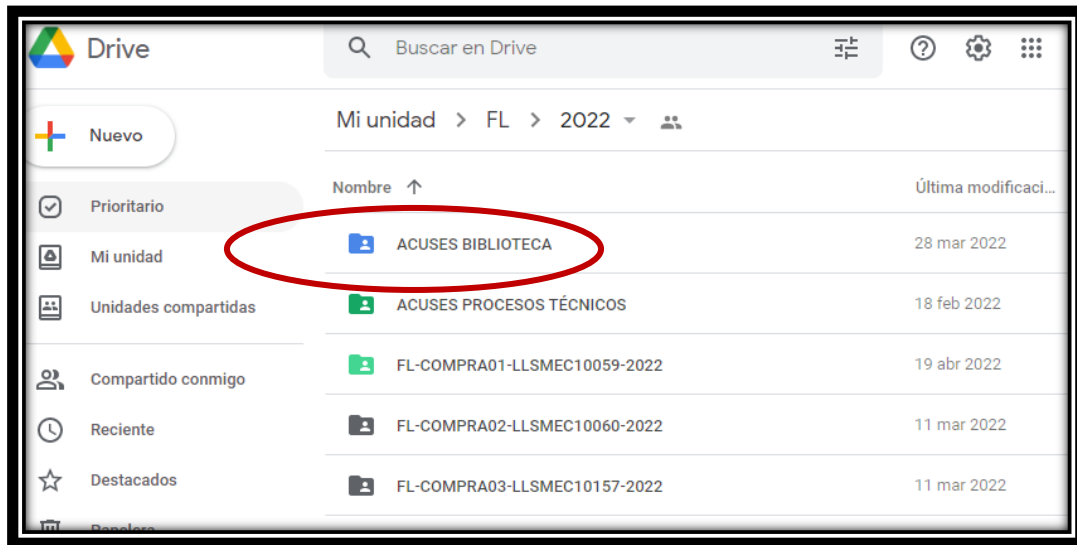 Drive
Buscar en Drive
Nuevo
Mi unidad > FL > 2022
Nombre ↑ Última modificaci...
Prioritario
ACUSES BIBLIOTECA 28 mar 2022
Mi unidad
Unidades compartidas
ACUSES PROCESOS TÉCNICOS 18 feb 2022
FL-COMPRA01-LLSMEC10059-2022 19 abr 2022
Compartido conmigo
FL-COMPRA02-LLSMEC10060-2022 11 mar 2022
Reciente
Destacados
FL-COMPRA03-LLSMEC10157-2022 11 mar 2022